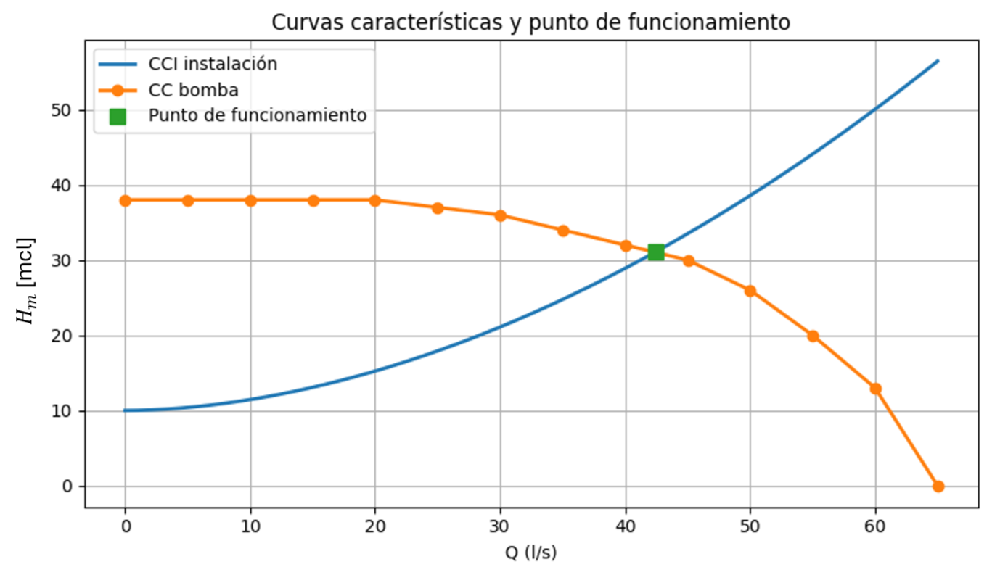 Curvas características y punto de funcionamiento
CCI instalación
CC bomba
Punto de funcionamiento
H_m [mcl]
50
40
30
20
10
0
0 10 20 30 40 50 60
Q (l/s)